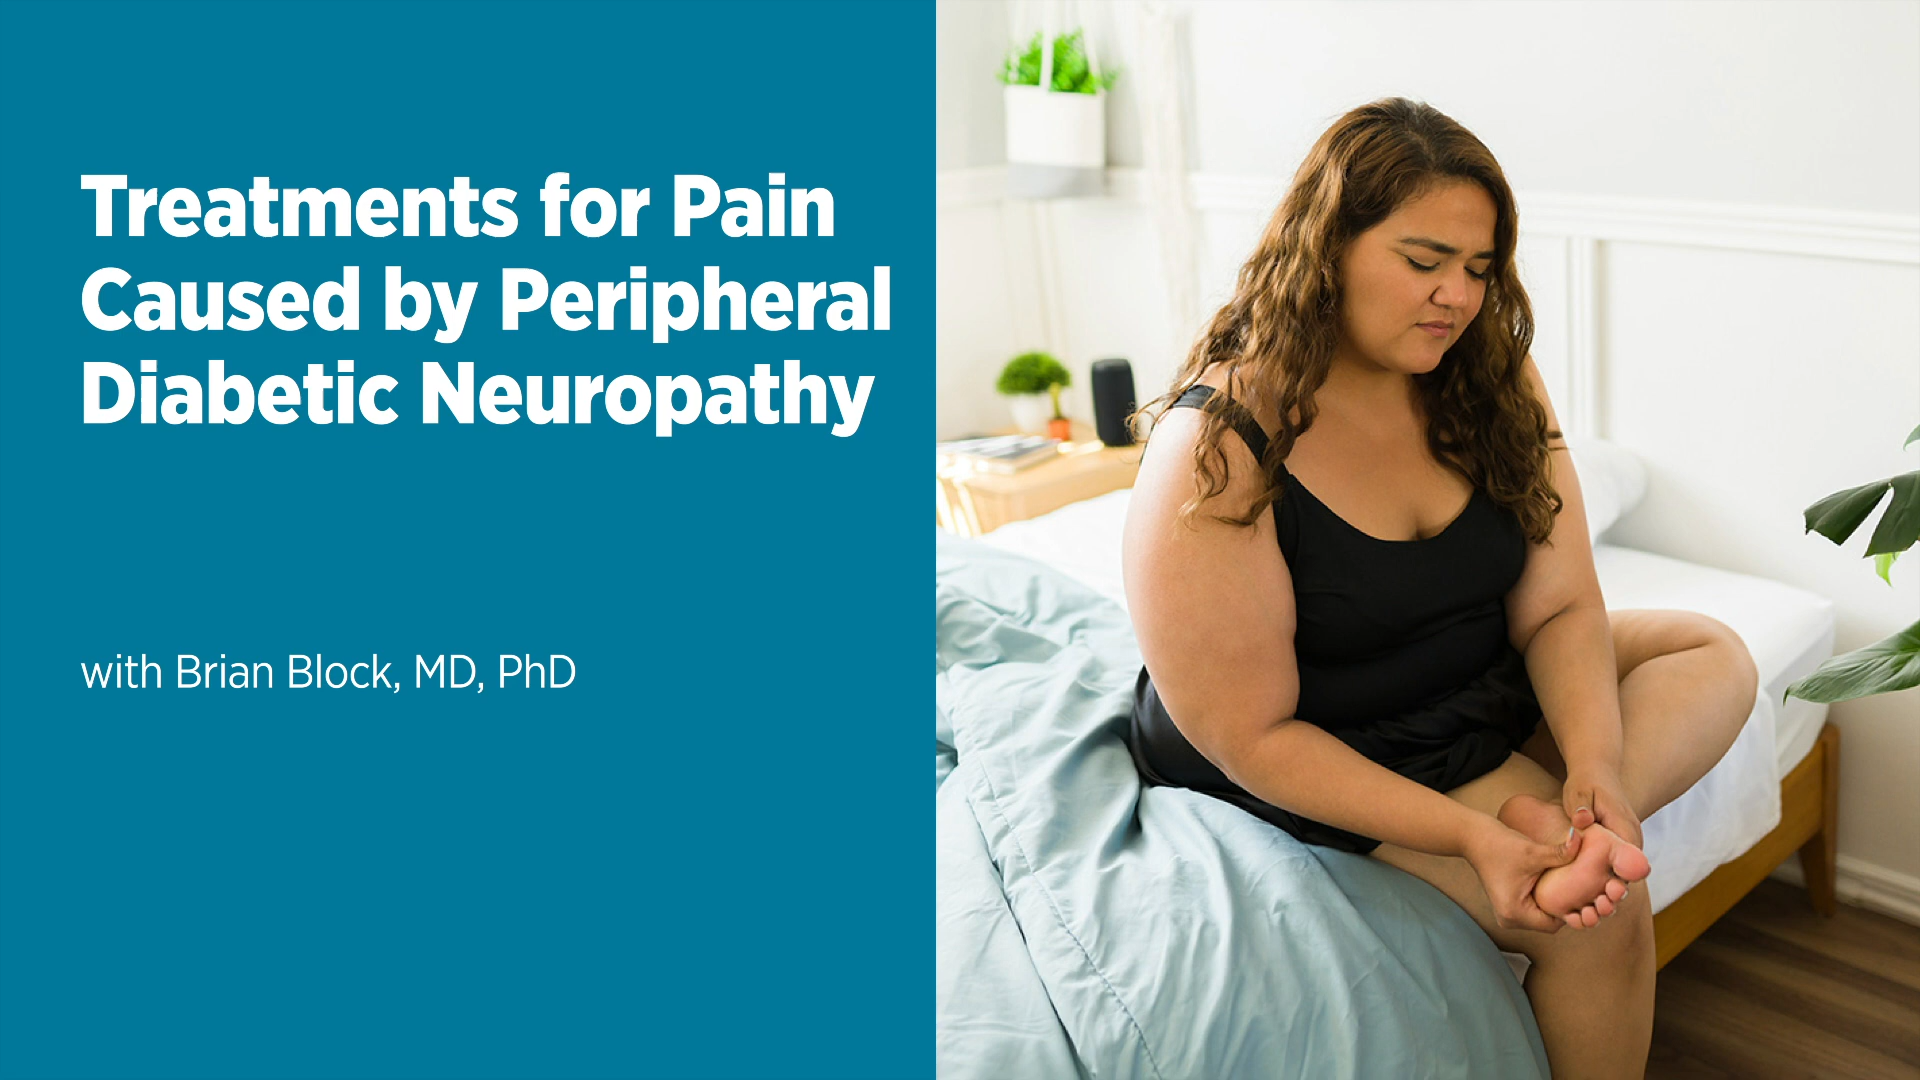 Treatments for Pain
Caused by Peripheral
Diabetic Neuropathy
with Brian Block, MD, PhD